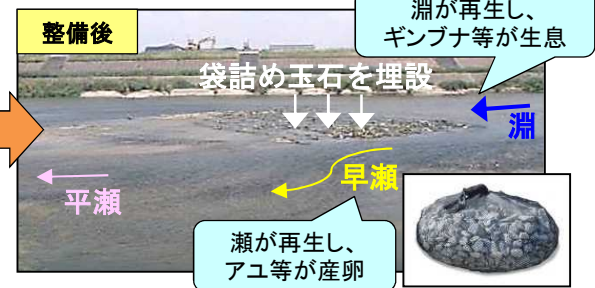 整備後
淵が再生し、
ギンブナ等が生息
袋詰め玉石を埋設
淵
早瀬
平瀬
瀬が再生し、
アユ等が産卵